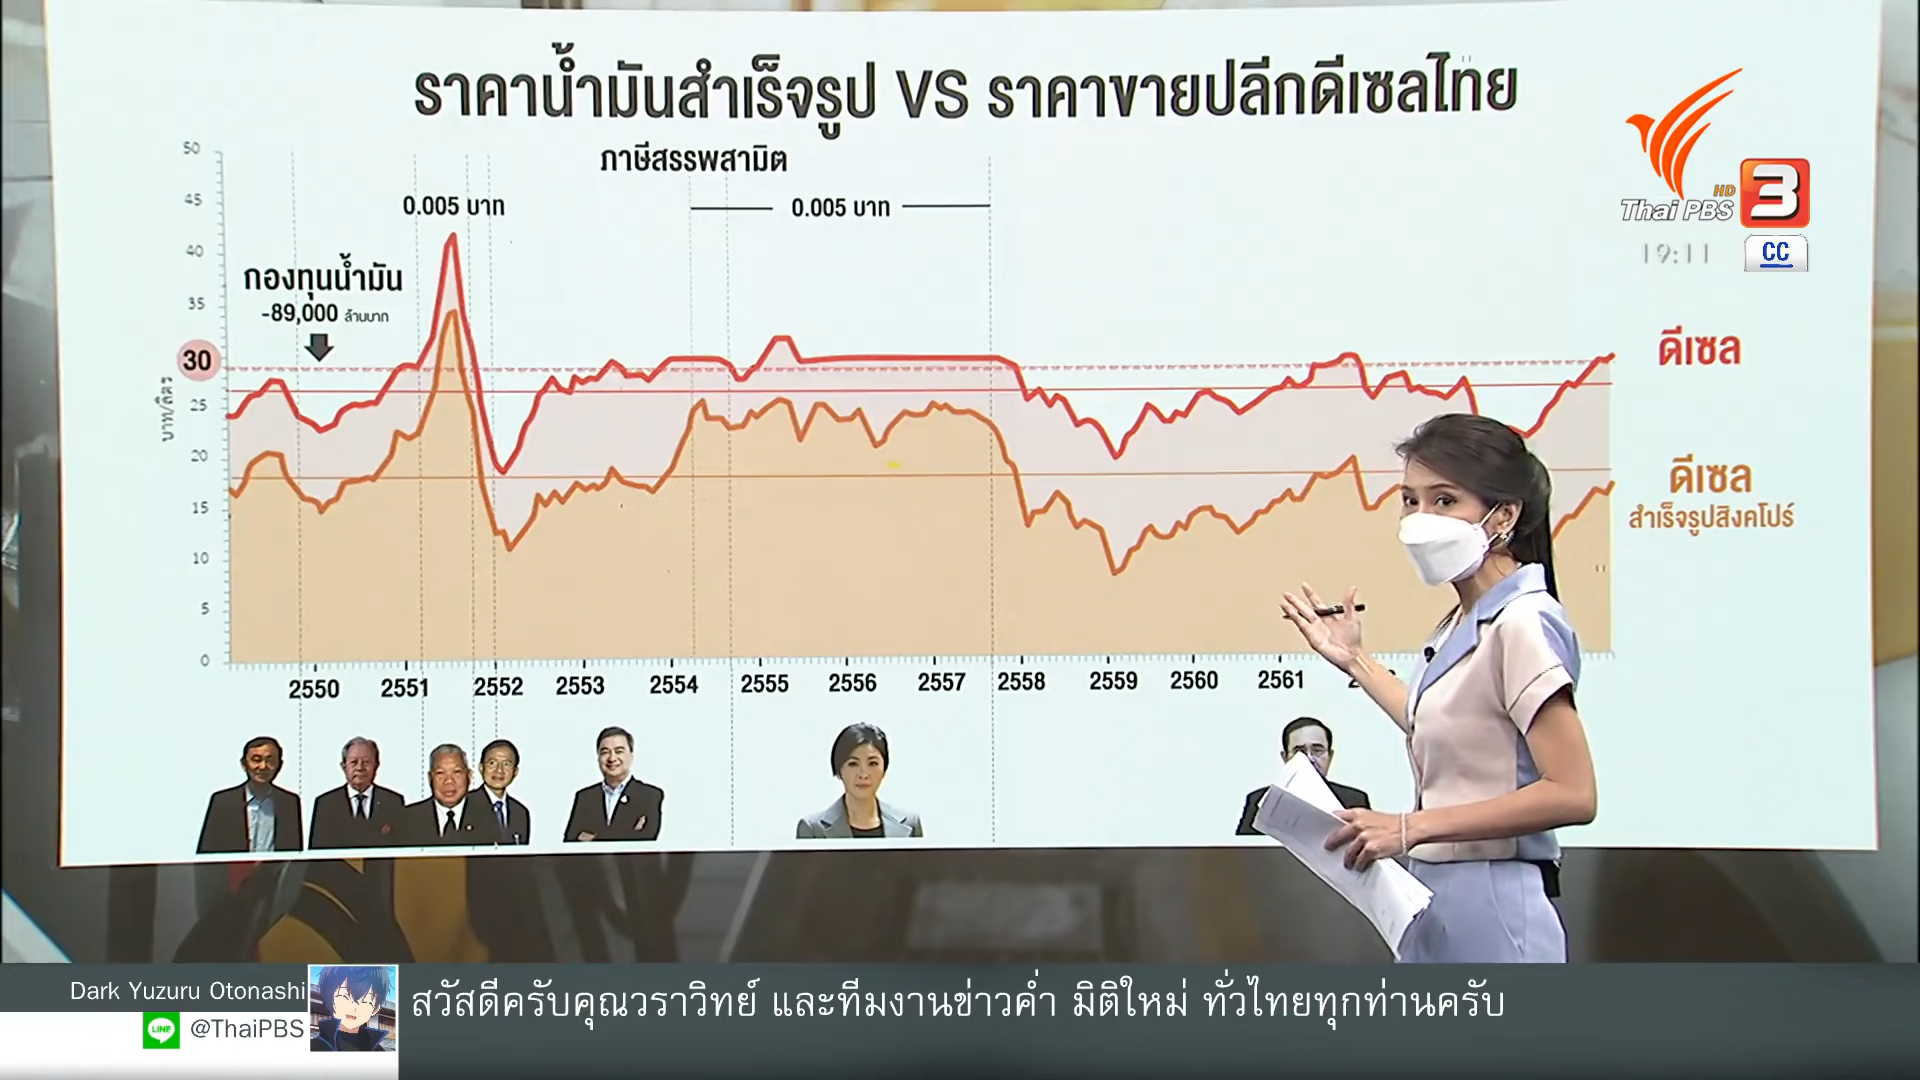 ราคาน้ำมันสำเร็จรูป VS ราคาขายปลีกดีเซลไทย
ภาษีสรรพสามิต
0.005 บาท
0.005 บาท
กองทุนน้ำมัน
-89,000 ล้านบาท
50
45
40
35
30
25
20
15
10
5
0
บาท/ลิตร
2550 2551 2552 2553 2554 2555 2556 2557 2558 2559 2560 2561
ดีเซล
ดีเซล
สำเร็จรูปสิงคโปร์
Thai PBS HD 3
19:11 CC
Dark Yuzuru Otonashi
LINE @ThaiPBS
สวัสดีครับคุณวราวิทย์ และทีมงานข่าวค่ำ มิติใหม่ ทั่วไทยทุกท่านครับ